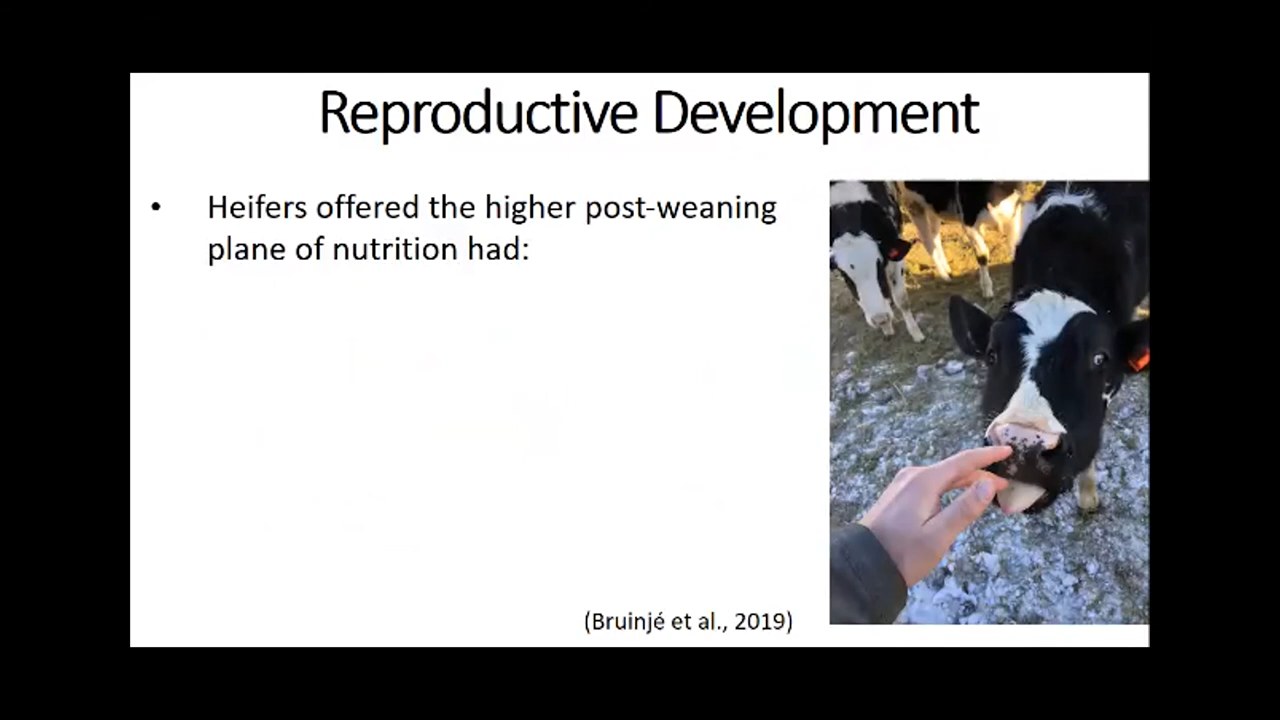 Reproductive Development
• Heifers offered the higher post-weaning
plane of nutrition had:
(Bruinjé et al., 2019)